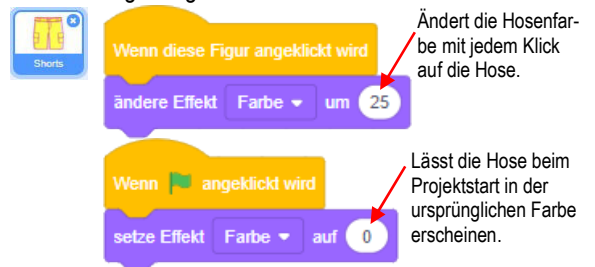 Shorts
Wenn diese Figur angeklickt wird
ändere Effekt Farbe um 25
Ändert die Hosenfar-
be mit jedem Klick
auf die Hose.
Wenn angeklickt wird
setze Effekt Farbe auf 0
Lässt die Hose beim
Projektstart in der
ursprünglichen Farbe
erscheinen.